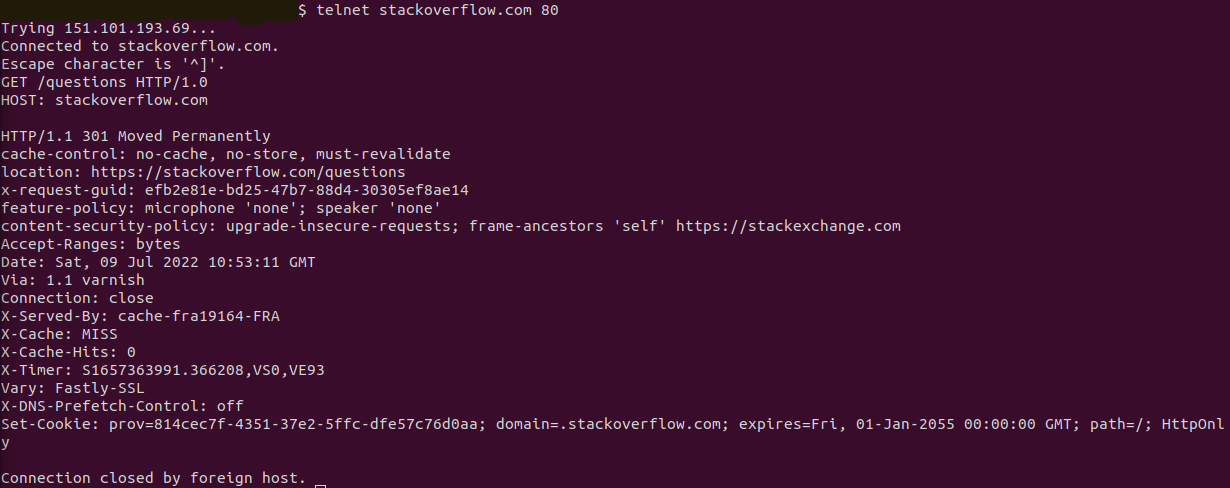 $ telnet stackoverflow.com 80
Trying 151.101.193.69...
Connected to stackoverflow.com.
Escape character is '^]'.
GET /questions HTTP/1.0
HOST: stackoverflow.com

HTTP/1.1 301 Moved Permanently
cache-control: no-cache, no-store, must-revalidate
location: https://stackoverflow.com/questions
x-request-guid: efb2e81e-bd25-47b7-88d4-30305ef8ae14
feature-policy: microphone 'none'; speaker 'none'
content-security-policy: upgrade-insecure-requests; frame-ancestors 'self' https://stackexchange.com
Accept-Ranges: bytes
Date: Sat, 09 Jul 2022 10:53:11 GMT
Via: 1.1 varnish
Connection: close
X-Served-By: cache-fra19164-FRA
X-Cache: MISS
X-Cache-Hits: 0
X-Timer: S1657363991.366208,VS0,VE93
Vary: Fastly-SSL
X-DNS-Prefetch-Control: off
Set-Cookie: prov=814cec7f-4351-37e2-5ffc-dfe57c76d0aa; domain=.stackoverflow.com; expires=Fri, 01-Jan-2055 00:00:00 GMT; path=/; HttpOnl
y

Connection closed by foreign host.